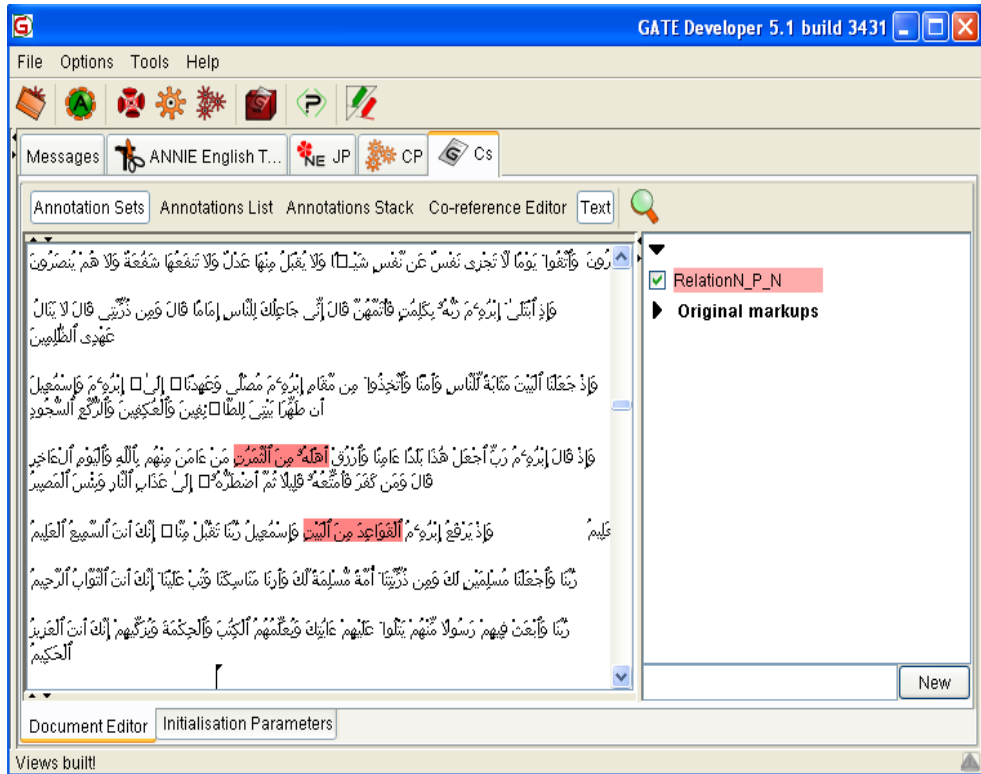 GATE Developer 5.1 build 3431
File Options Tools Help
Messages ANNIE English T... NE JP CP Cs
Annotation Sets Annotations List Annotations Stack Co-reference Editor Text
رُونَ وَٱتَّقُوا۟ يَوْمًا لَّا تَجْزِى نَفْسٌ عَن نَّفْسٍ شَيْـًٔا وَلَا يُقْبَلُ مِنْهَا عَدْلٌ وَلَا تَنفَعُهَا شَفَٰعَةٌ وَلَا هُمْ يُنصَرُونَ
وَإِذِ ٱبْتَلَىٰٓ إِبْرَٰهِۦمَ رَبُّهُۥ بِكَلِمَٰتٍ فَأَتَمَّهُنَّ قَالَ إِنِّى جَاعِلُكَ لِلنَّاسِ إِمَامًا قَالَ وَمِن ذُرِّيَّتِى قَالَ لَا يَنَالُ
عَهْدِى ٱلظَّٰلِمِينَ
وَإِذْ جَعَلْنَا ٱلْبَيْتَ مَثَابَةً لِّلنَّاسِ وَأَمْنًا وَٱتَّخِذُوا۟ مِن مَّقَامِ إِبْرَٰهِۦمَ مُصَلًّى وَعَهِدْنَا□ إِلَىٰ□ إِبْرَٰهِۦمَ وَإِسْمَٰعِيلَ
أَن طَهِّرَا بَيْتِىَ لِلطَّا□ئِفِينَ وَٱلْعَٰكِفِينَ وَٱلرُّكَّعِ ٱلسُّجُودِ
وَإِذْ قَالَ إِبْرَٰهِۦمُ رَبِّ ٱجْعَلْ هَٰذَا بَلَدًا ءَامِنًا وَٱرْزُقْ أَهْلَهُۥ مِنَ ٱلثَّمَرَٰتِ مَنْ ءَامَنَ مِنْهُم بِٱللَّهِ وَٱلْيَوْمِ ٱلْءَاخِرِ
قَالَ وَمَن كَفَرَ فَأُمَتِّعُهُۥ قَلِيلًا ثُمَّ أَضْطَرُّهُۥ□ إِلَىٰ عَذَابِ ٱلنَّارِ وَبِئْسَ ٱلْمَصِيرُ
وَإِذْ يَرْفَعُ إِبْرَٰهِۦمُ ٱلْقَوَاعِدَ مِنَ ٱلْبَيْتِ وَإِسْمَٰعِيلُ رَبَّنَا تَقَبَّلْ مِنَّا□ إِنَّكَ أَنتَ ٱلسَّمِيعُ ٱلْعَلِيمُ
رَبَّنَا وَٱجْعَلْنَا مُسْلِمَيْنِ لَكَ وَمِن ذُرِّيَّتِنَا أُمَّةً مُّسْلِمَةً لَّكَ وَأَرِنَا مَنَاسِكَنَا وَتُبْ عَلَيْنَا إِنَّكَ أَنتَ ٱلتَّوَّابُ ٱلرَّحِيمُ
رَبَّنَا وَٱبْعَثْ فِيهِمْ رَسُولًا مِّنْهُمْ يَتْلُوا۟ عَلَيْهِمْ ءَايَٰتِكَ وَيُعَلِّمُهُمُ ٱلْكِتَٰبَ وَٱلْحِكْمَةَ وَيُزَكِّيهِمْ إِنَّكَ أَنتَ ٱلْعَزِيزُ
ٱلْحَكِيمُ
RelationN_P_N
Original markups
New
Document Editor Initialisation Parameters
Views built!